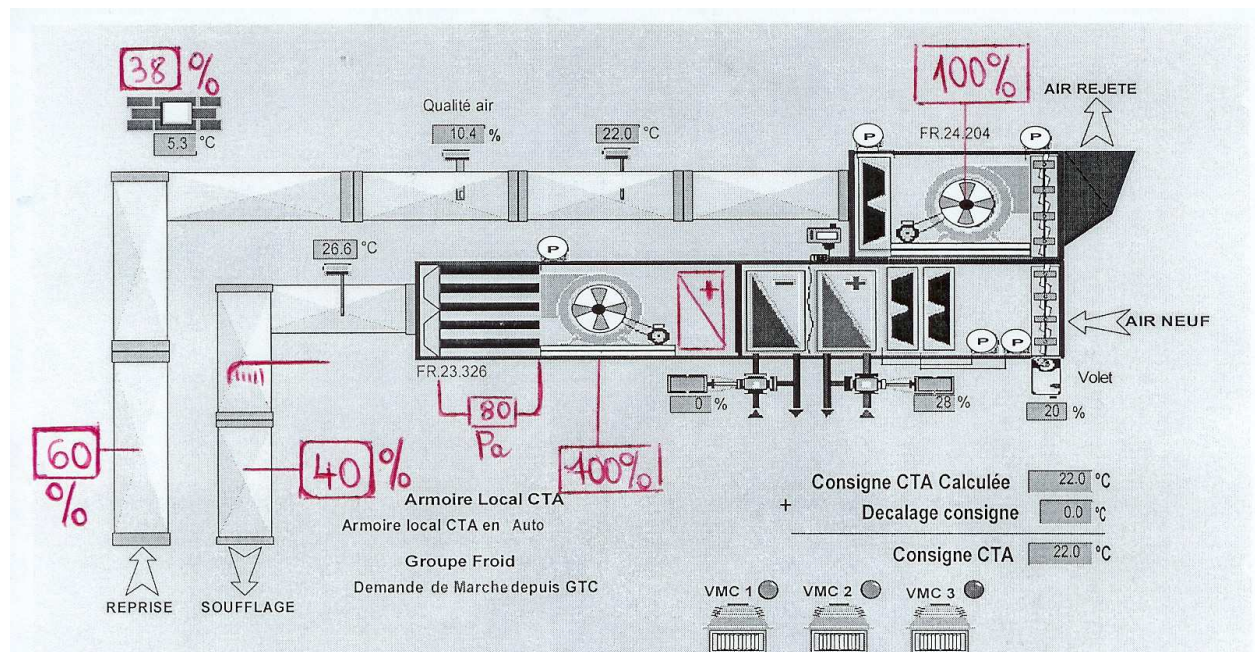 38 %
5.3 °C
Qualité air
10.4 %
22.0 °C
100%
AIR REJETE
P
FR.24.204
P
26.6 °C
P
+
-
+
P P
AIR NEUF
FR.23.326
0 %
28 %
Volet
20 %
80
Pa
60
%
40 %
100%
Armoire Local CTA
Armoire local CTA en Auto
Groupe Froid
Demande de Marche depuis GTC
Consigne CTA Calculée 22.0 °C
+
Decalage consigne 0.0 °C
Consigne CTA 22.0 °C
REPRISE
SOUFFLAGE
VMC 1
VMC 2
VMC 3